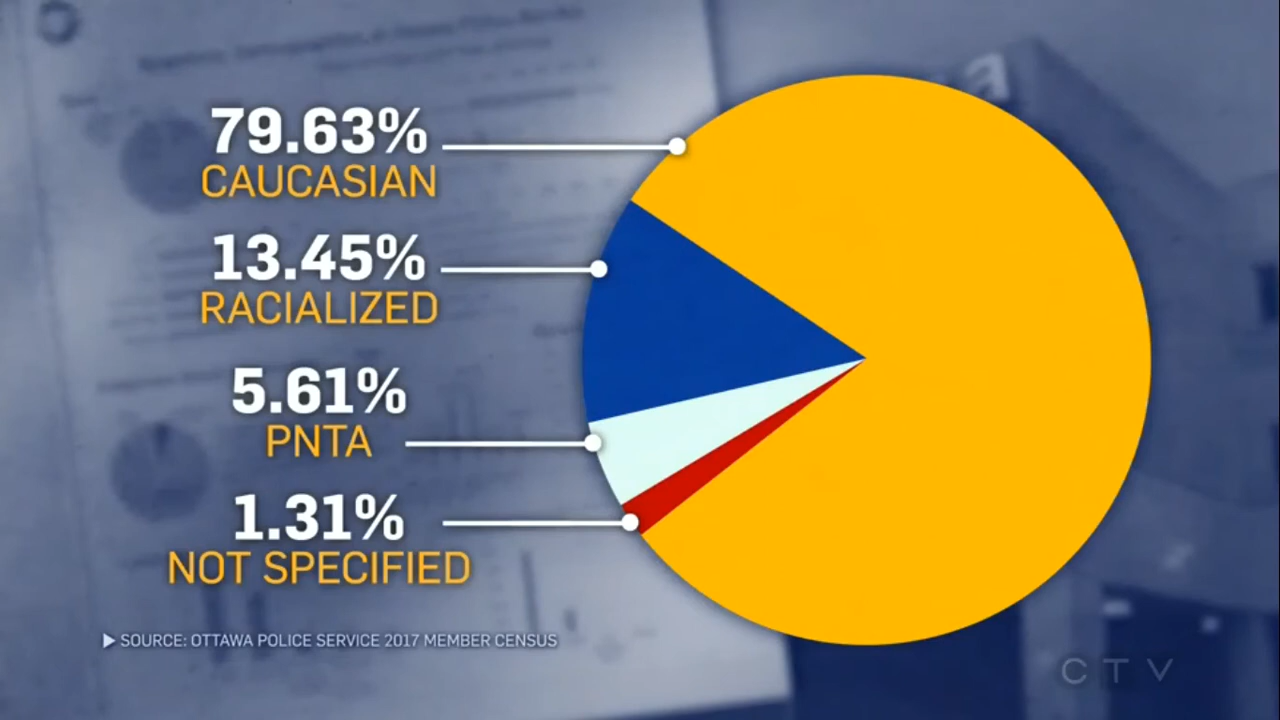 79.63%
CAUCASIAN
13.45%
RACIALIZED
5.61%
PNTA
1.31%
NOT SPECIFIED
SOURCE: OTTAWA POLICE SERVICE 2017 MEMBER CENSUS
CTV